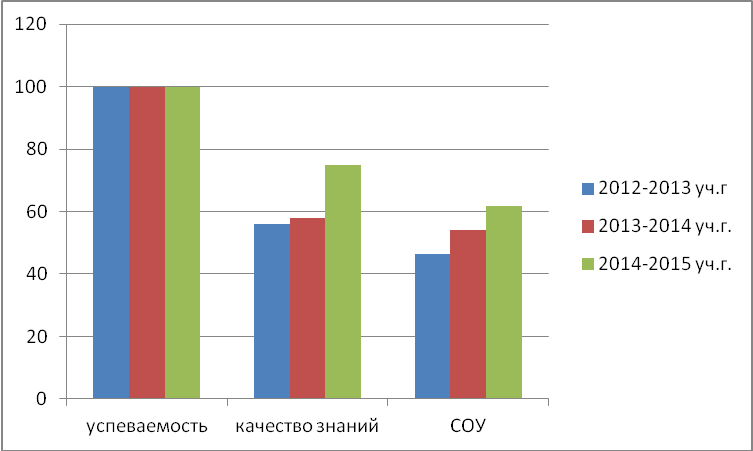 120
100
80
60
40
20
0
успеваемость
качество знаний
СОУ
2012-2013 уч.г
2013-2014 уч.г.
2014-2015 уч.г.